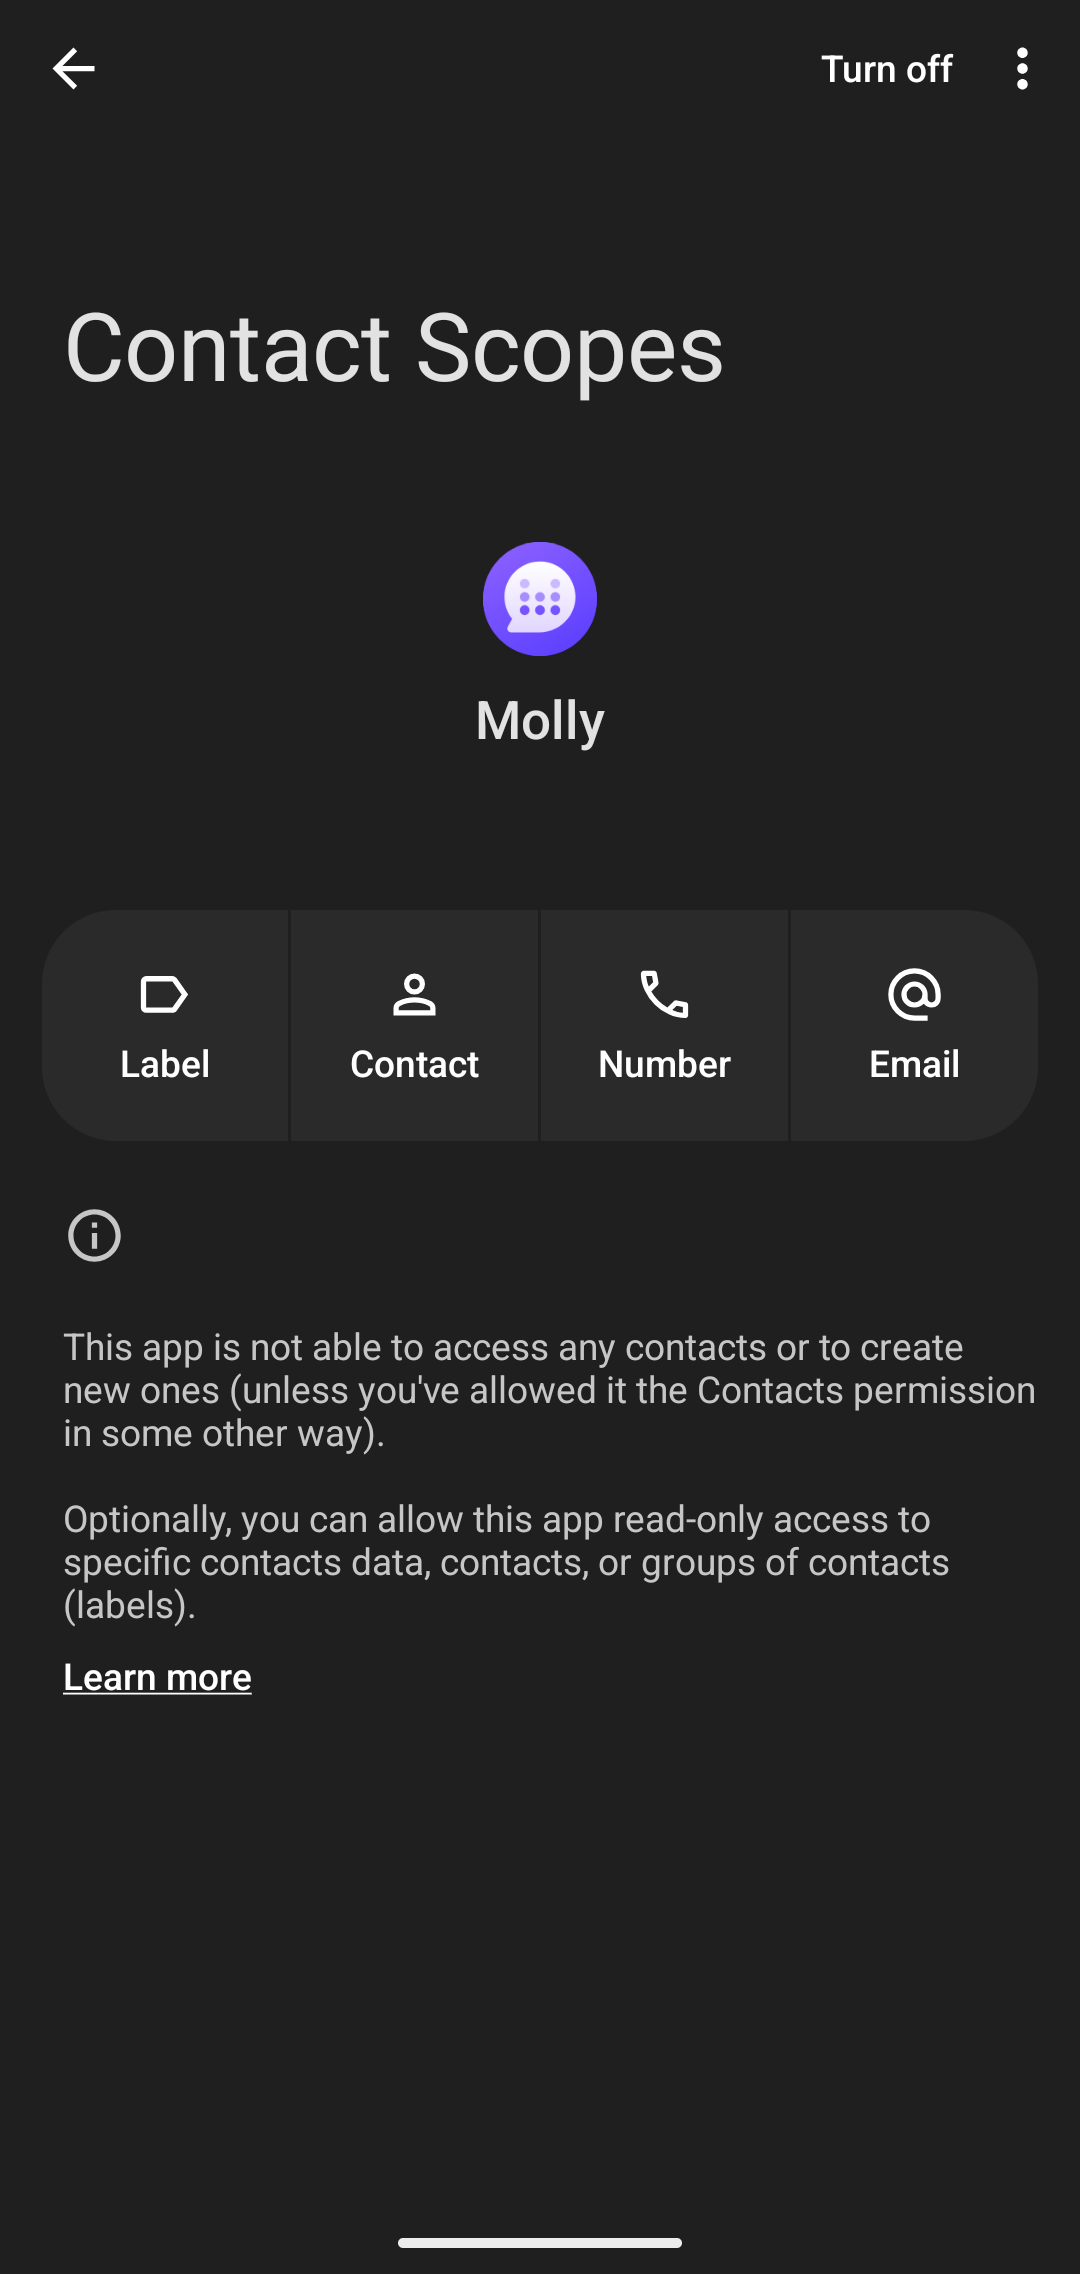 Turn off
Contact Scopes
Molly
Label
Contact
Number
Email
This app is not able to access any contacts or to create
new ones (unless you've allowed it the Contacts permission
in some other way).
Optionally, you can allow this app read-only access to
specific contacts data, contacts, or groups of contacts
(labels).
Learn more